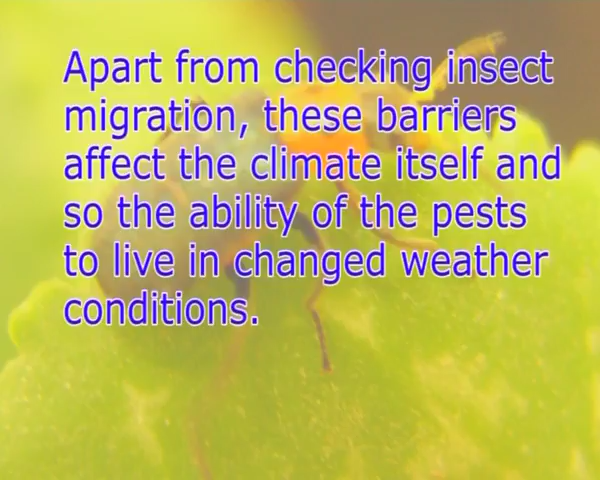 Apart from checking insect
migration, these barriers
affect the climate itself and
so the ability of the pests
to live in changed weather
conditions.